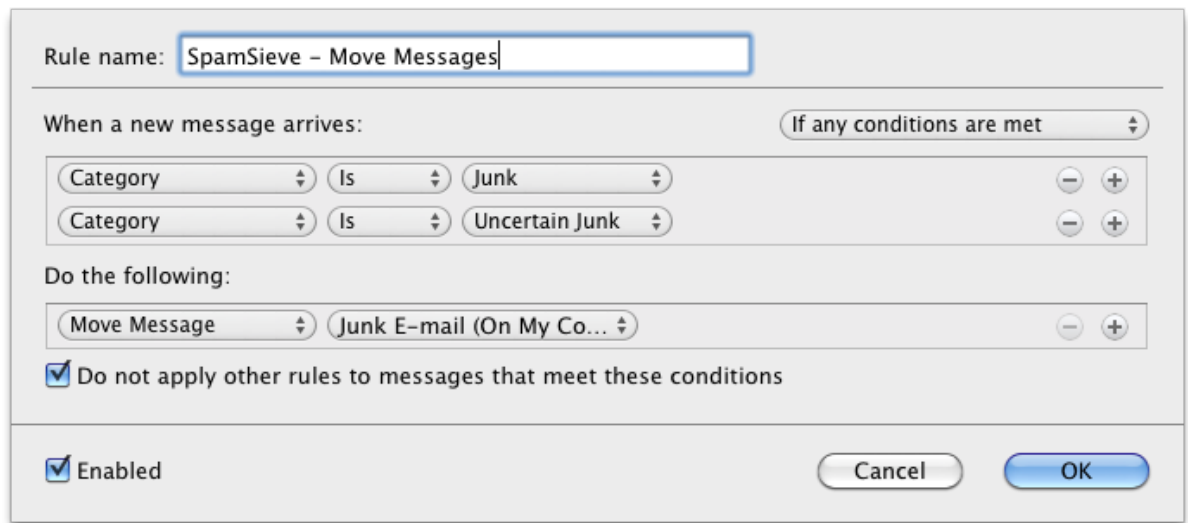 Rule name: SpamSieve – Move Messages
When a new message arrives: If any conditions are met
Category Is Junk
Category Is Uncertain Junk
Do the following:
Move Message Junk E-mail (On My Co...
Do not apply other rules to messages that meet these conditions
Enabled Cancel OK